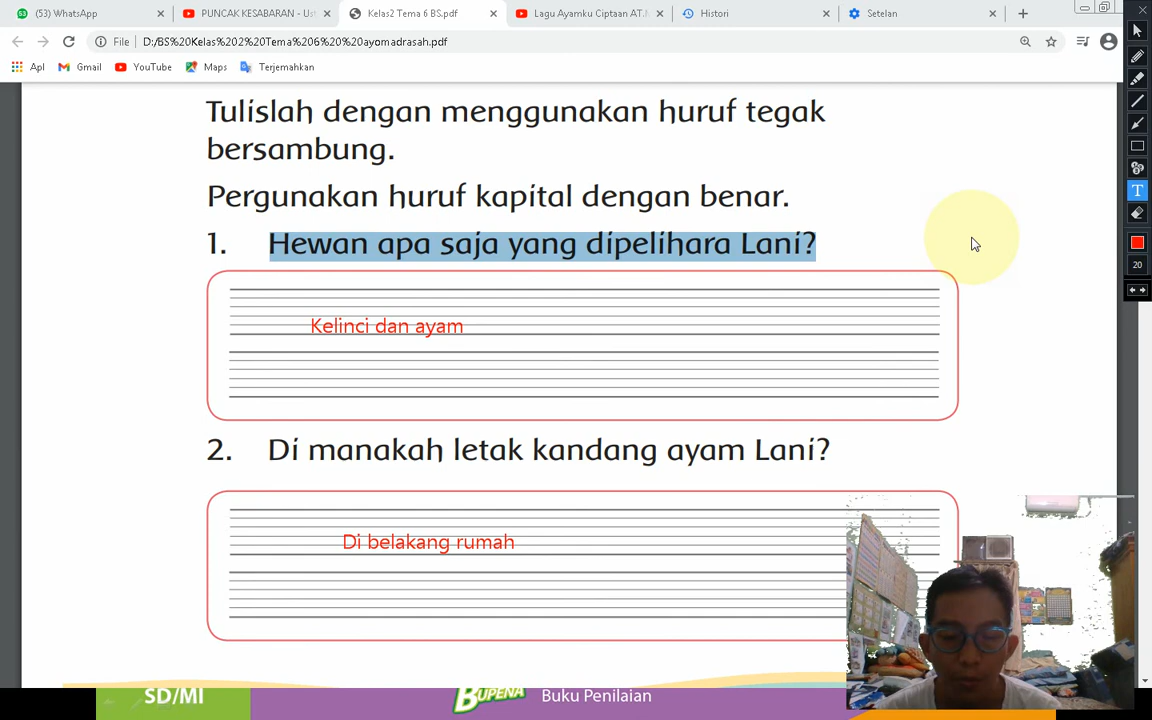 (53) WhatsApp
PUNCAK KESABARAN - Ust
Kelas2 Tema 6 BS.pdf
Lagu Ayamku Ciptaan AT.M
Histori
Setelan
File
D:/BS%20Kelas%202%20Tema%206%20%20ayomadrasah.pdf
Apl
Gmail
YouTube
Maps
Terjemahkan
T
20
Tulislah dengan menggunakan huruf tegak
bersambung.
Pergunakan huruf kapital dengan benar.
1. Hewan apa saja yang dipelihara Lani?
Kelinci dan ayam
2. Di manakah letak kandang ayam Lani?
Di belakang rumah
SD/MI
BUPENA
Buku Penilaian